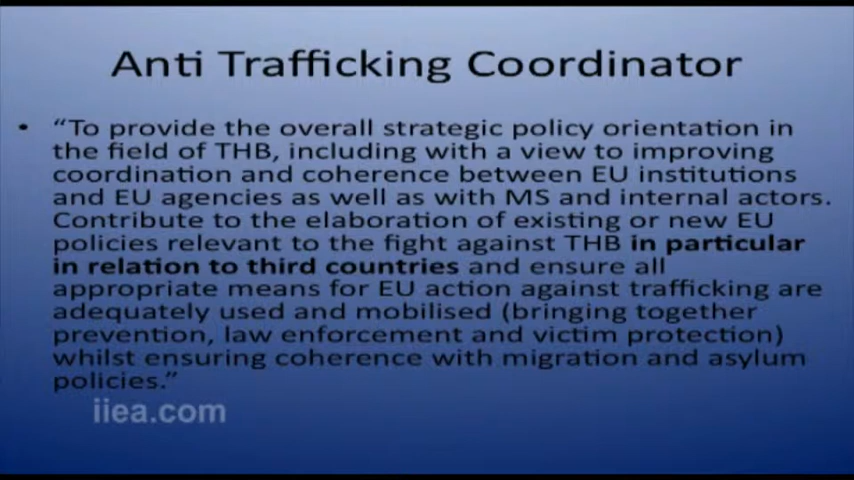 Anti Trafficking Coordinator
• “To provide the overall strategic policy orientation in
the field of THB, including with a view to improving
coordination and coherence between EU institutions
and EU agencies as well as with MS and internal actors.
Contribute to the elaboration of existing or new EU
policies relevant to the fight against THB in particular
in relation to third countries and ensure all
appropriate means for EU action against trafficking are
adequately used and mobilised (bringing together
prevention, law enforcement and victim protection)
whilst ensuring coherence with migration and asylum
policies.”
iiea.com